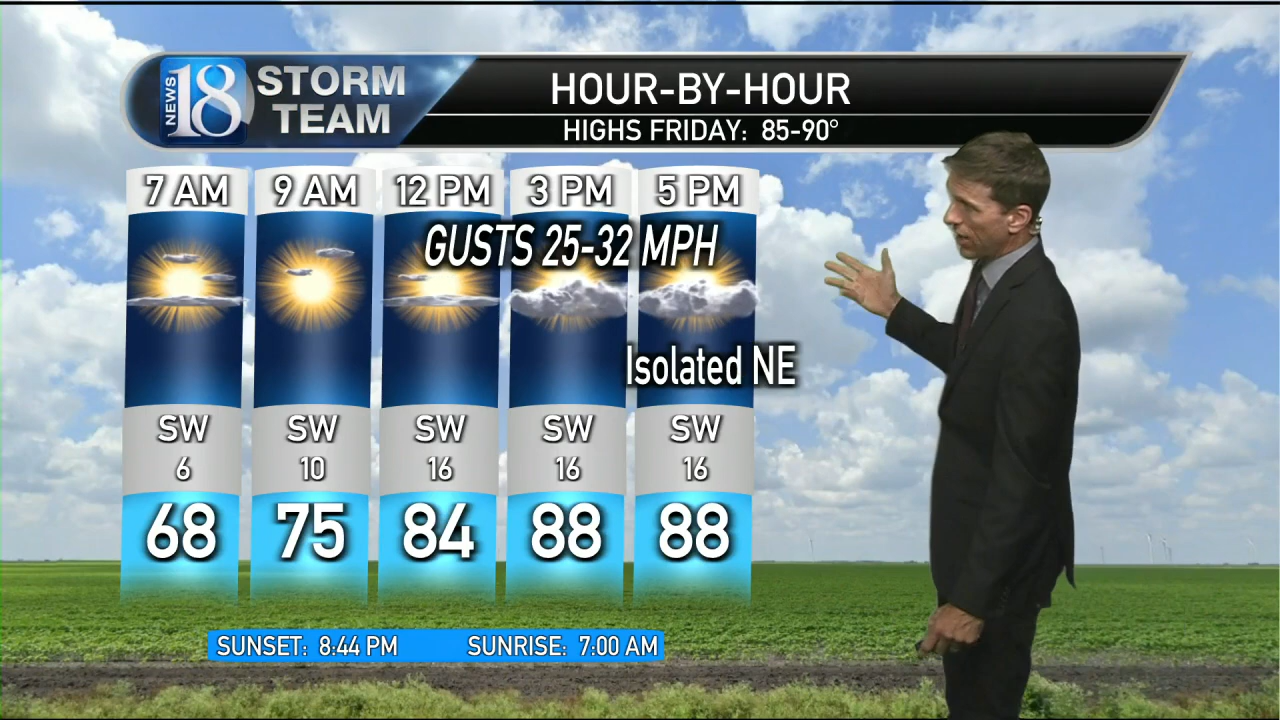 NEWS 18 STORM TEAM
HOUR-BY-HOUR
HIGHS FRIDAY: 85-90°
7 AM 9 AM 12 PM 3 PM 5 PM
GUSTS 25-32 MPH
Isolated NE
SW SW SW SW SW
6 10 16 16 16
68 75 84 88 88
SUNSET: 8:44 PM SUNRISE: 7:00 AM